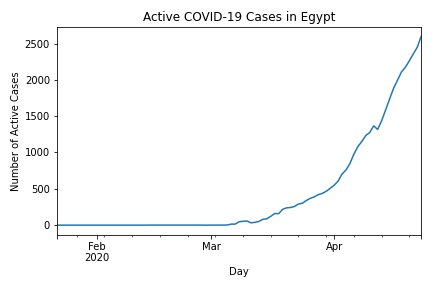 Active COVID-19 Cases in Egypt
2500
2000
1500
1000
500
0
Number of Active Cases
Feb
2020
Mar
Apr
Day